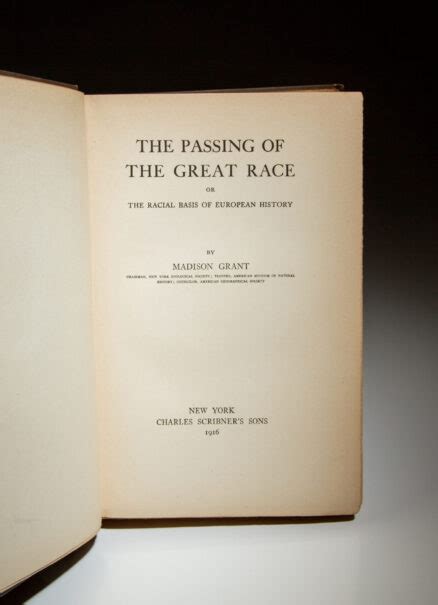 THE PASSING OF
THE GREAT RACE
OR
THE RACIAL BASIS OF EUROPEAN HISTORY
BY
MADISON GRANT
CHAIRMAN, NEW YORK ZOOLOGICAL SOCIETY; TRUSTEE, AMERICAN MUSEUM OF NATURAL
HISTORY; COUNCILOR, AMERICAN GEOGRAPHICAL SOCIETY
NEW YORK
CHARLES SCRIBNER'S SONS
1916